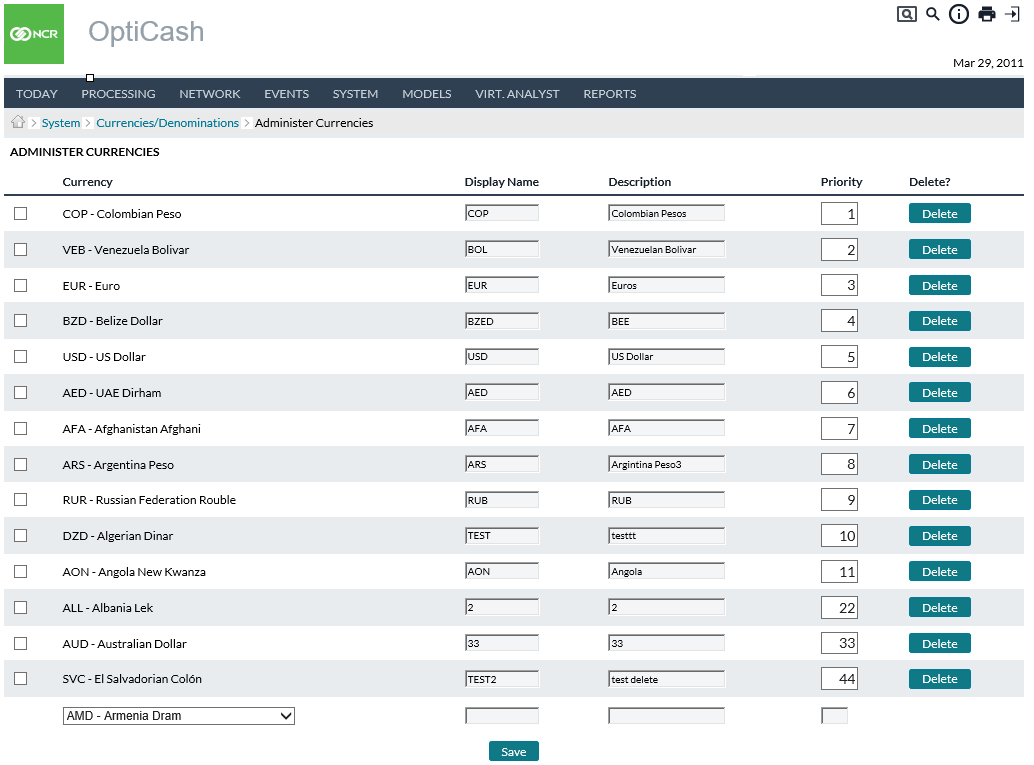 NCR OptiCash
Mar 29, 2011
TODAY PROCESSING NETWORK EVENTS SYSTEM MODELS VIRT. ANALYST REPORTS
> System > Currencies/Denominations > Administer Currencies
ADMINISTER CURRENCIES
Currency Display Name Description Priority Delete?
COP - Colombian Peso COP Colombian Pesos 1 Delete
VEB - Venezuela Bolivar BOL Venezuelan Bolivar 2 Delete
EUR - Euro EUR Euros 3 Delete
BZD - Belize Dollar BZED BEE 4 Delete
USD - US Dollar USD US Dollar 5 Delete
AED - UAE Dirham AED AED 6 Delete
AFA - Afghanistan Afghani AFA AFA 7 Delete
ARS - Argentina Peso ARS Argintina Peso3 8 Delete
RUR - Russian Federation Rouble RUB RUB 9 Delete
DZD - Algerian Dinar TEST testtt 10 Delete
AON - Angola New Kwanza AON Angola 11 Delete
ALL - Albania Lek 2 2 22 Delete
AUD - Australian Dollar 33 33 33 Delete
SVC - El Salvadorian Colón TEST2 test delete 44 Delete
AMD - Armenia Dram
Save